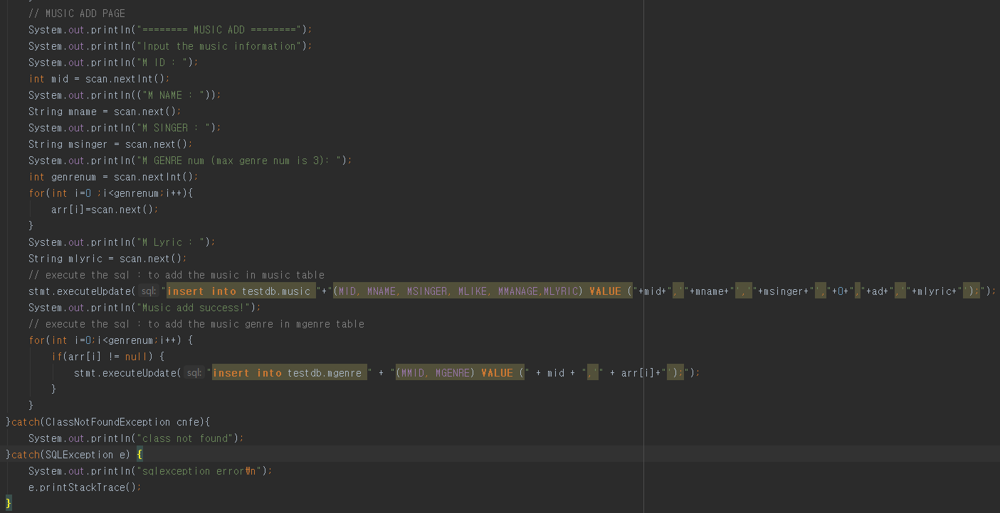 // MUSIC ADD PAGE
System.out.println("======== MUSIC ADD ========");
System.out.println("Input the music information");
System.out.println("M ID : ");
int mid = scan.nextInt();
System.out.println(("M NAME : "));
String mname = scan.next();
System.out.println("M SINGER : ");
String msinger = scan.next();
System.out.println("M GENRE num (max genre num is 3): ");
int genrenum = scan.nextInt();
for(int i=0 ;i<genrenum;i++){
arr[i]=scan.next();
}
System.out.println("M Lyric : ");
String mlyric = scan.next();
// execute the sql : to add the music in music table
stmt.executeUpdate( sql: "insert into testdb.music "+"(MID, MNAME, MSINGER, MLIKE, MMANAGE,MLYRIC) VALUE ("+mid+",'"+mname+"','"+msinger+"',"+0+","+ad+",'"+mlyric+"');");
System.out.println("Music add success!");
// execute the sql : to add the music genre in mgenre table
for(int i=0;i<genrenum;i++) {
if(arr[i] != null) {
stmt.executeUpdate( sql: "insert into testdb.mgenre " + "(MMID, MGENRE) VALUE (" + mid + ",'" + arr[i]+"');");
}
}
}catch(ClassNotFoundException cnfe){
System.out.println("class not found");
}catch(SQLException e) {
System.out.println("sqlexception error₩n");
e.printStackTrace();
}